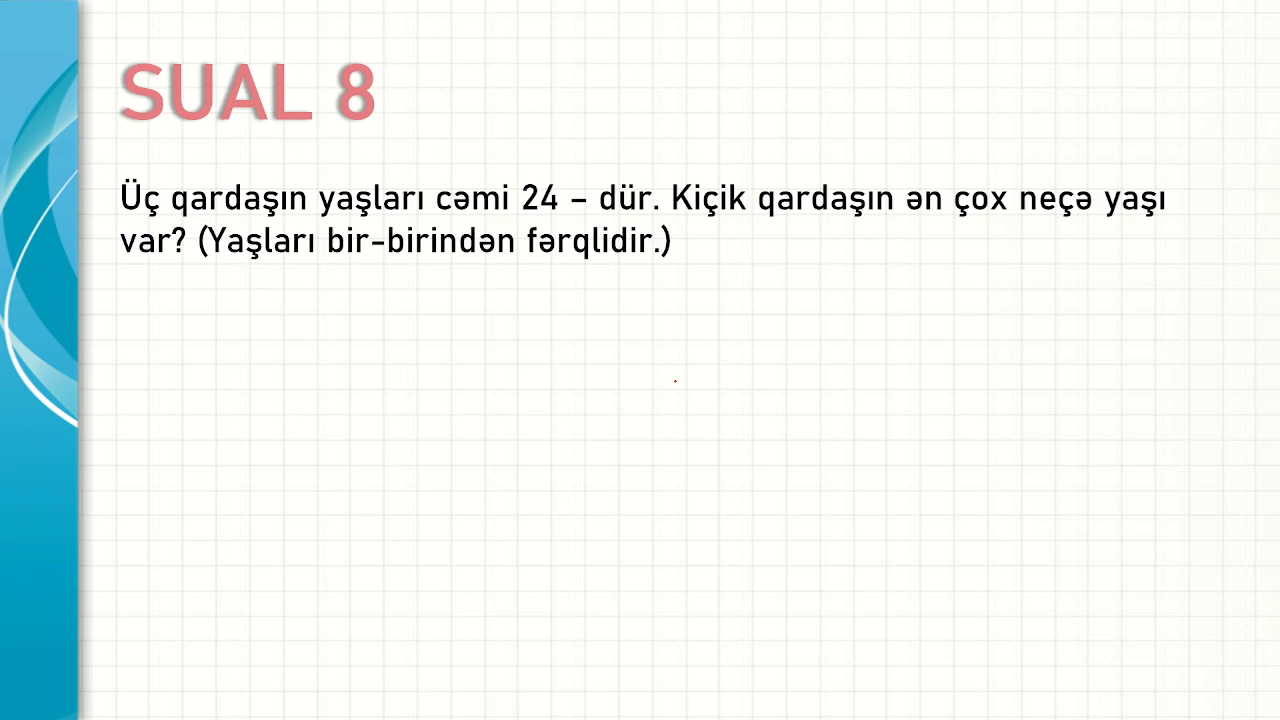 SUAL 8
Üç qardaşın yaşları cəmi 24 – dür. Kiçik qardaşın ən çox neçə yaşı
var? (Yaşları bir-birindən fərqlidir.)